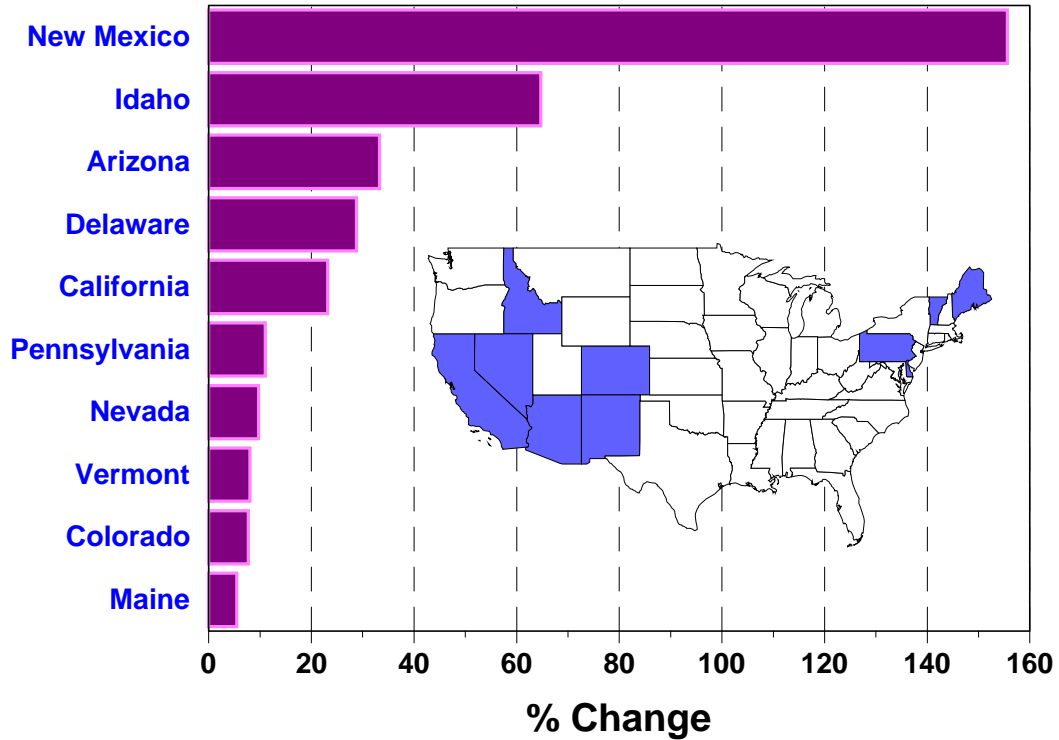 New Mexico
Idaho
Arizona
Delaware
California
Pennsylvania
Nevada
Vermont
Colorado
Maine
0 20 40 60 80 100 120 140 160
% Change